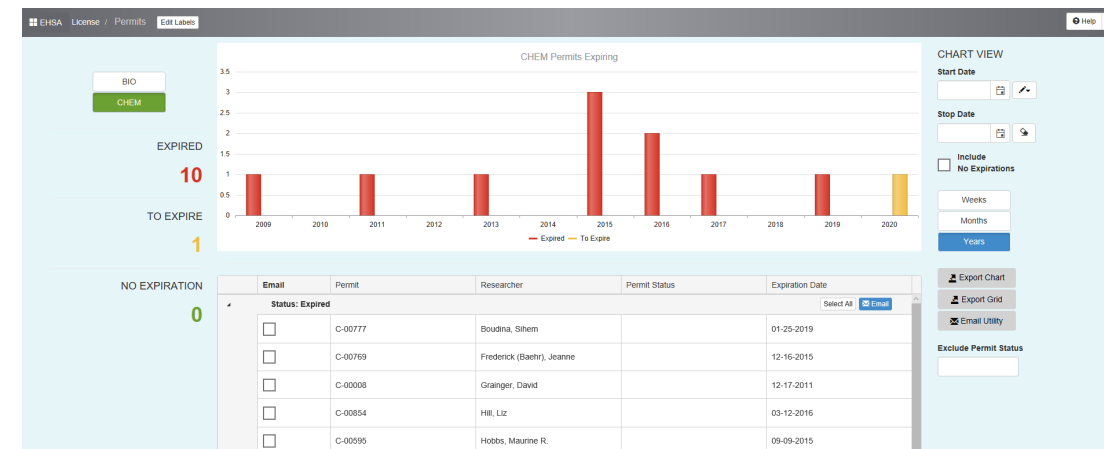 EHSA License / Permits Edit Labels
Help
BIO
CHEM
EXPIRED
10
TO EXPIRE
1
NO EXPIRATION
0
CHEM Permits Expiring
3.5
3
2.5
2
1.5
1
0.5
0
2009 2010 2011 2012 2013 2014 2015 2016 2017 2018 2019 2020
Expired To Expire
Email Permit Researcher Permit Status Expiration Date
Status: Expired Select All Email
C-00777 Boudina, Sihem 01-25-2019
C-00769 Frederick (Baehr), Jeanne 12-16-2015
C-00008 Grainger, David 12-17-2011
C-00854 Hill, Liz 03-12-2016
C-00595 Hobbs, Maurine R. 09-09-2015
CHART VIEW
Start Date
Stop Date
Include
No Expirations
Weeks
Months
Years
Export Chart
Export Grid
Email Utility
Exclude Permit Status